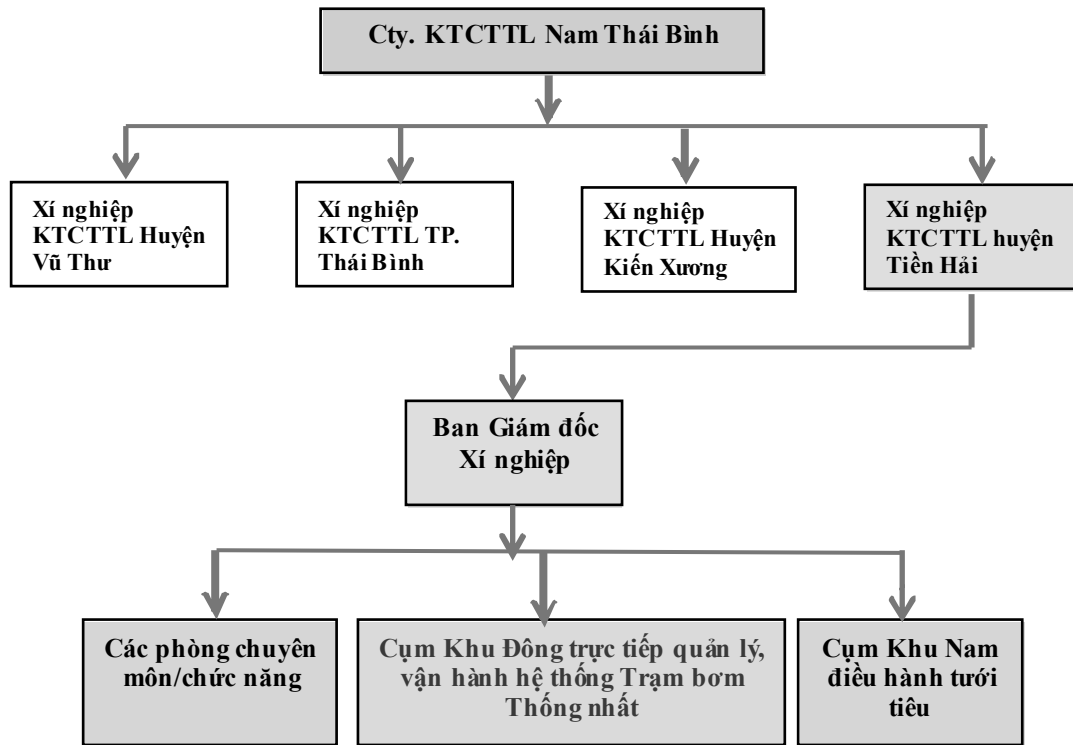 Cty. KTCTTL Nam Thái Bình
Xí nghiệp
KTCTTL Huyện
Vũ Thư
Xí nghiệp
KTCTTL TP.
Thái Bình
Xí nghiệp
KTCTTL Huyện
Kiến Xương
Xí nghiệp
KTCTTL huyện
Tiền Hải
Ban Giám đốc
Xí nghiệp
Các phòng chuyên
môn/chức năng
Cụm Khu Đông trực tiếp quản lý,
vận hành hệ thống Trạm bơm
Thống nhất
Cụm Khu Nam
điều hành tưới
tiêu